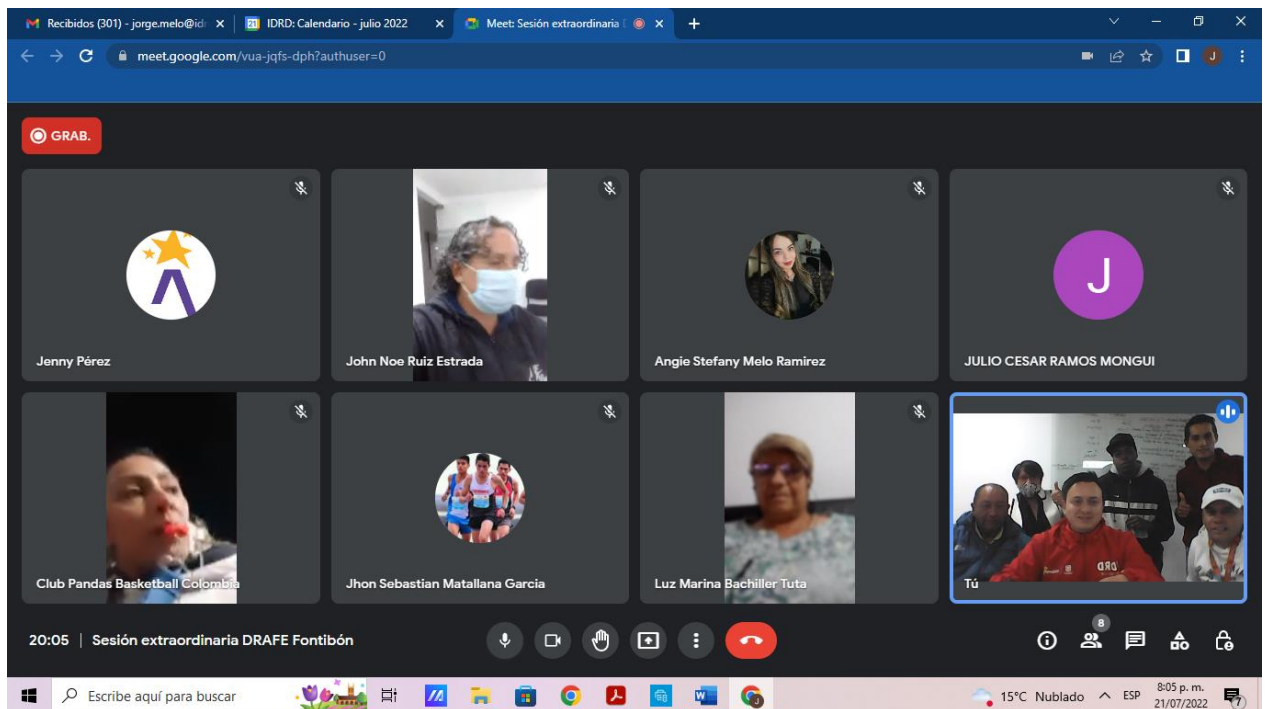 Recibidos (301) - jorge.melo@idr
IDRD: Calendario - julio 2022
Meet: Sesión extraordinaria
meet.google.com/vua-jqfs-dph?authuser=0
J
GRAB.
Jenny Pérez
John Noe Ruiz Estrada
Angie Stefany Melo Ramirez
J
JULIO CESAR RAMOS MONGUI
Club Pandas Basketball Colombia
Jhon Sebastian Matallana Garcia
Luz Marina Bachiller Tuta
Tú
20:05 | Sesión extraordinaria DRAFE Fontibón
8
Escribe aquí para buscar
15°C Nublado
ESP
8:05 p. m.
21/07/2022